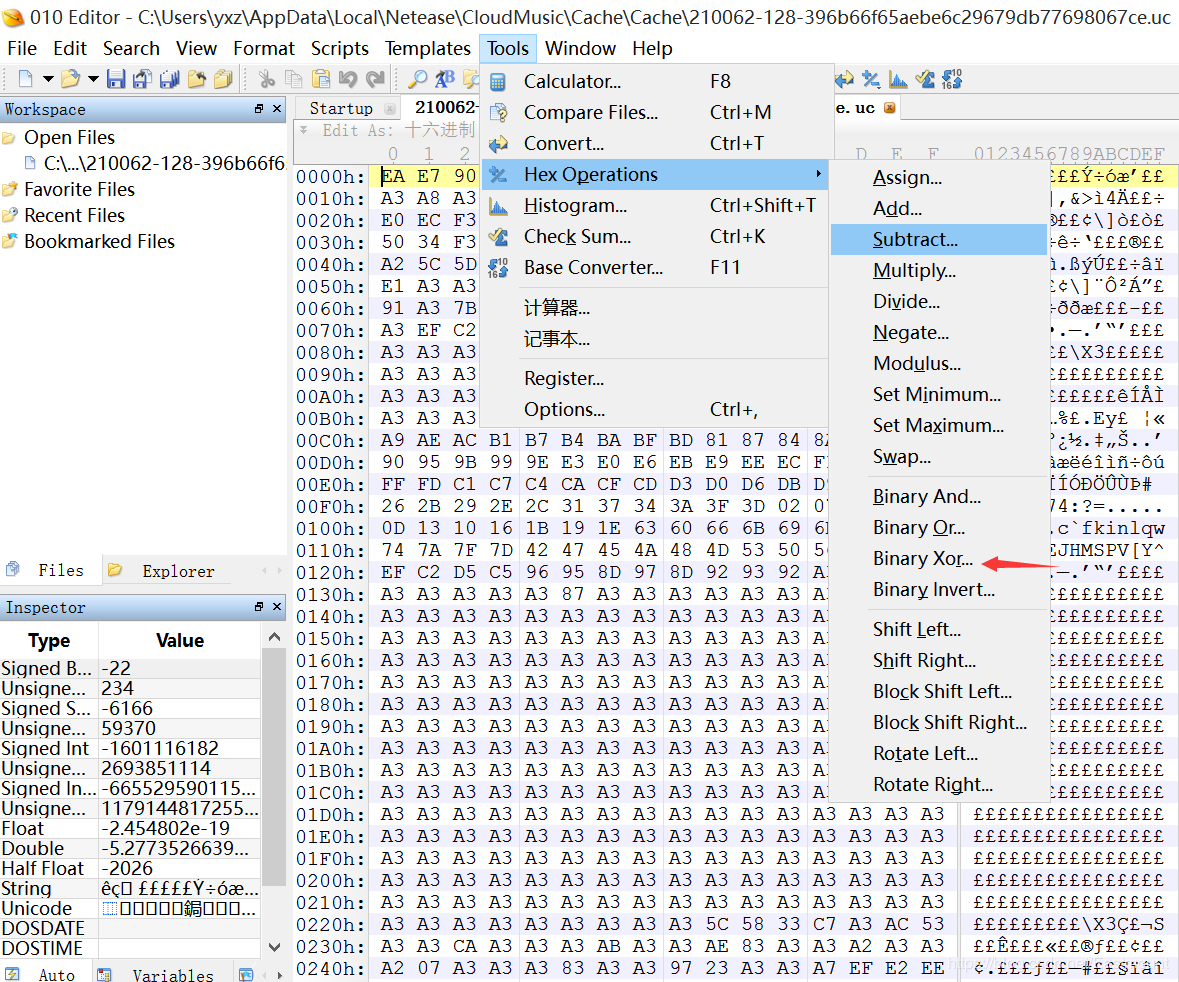 010 Editor - C:\Users\yxz\AppData\Local\Netease\CloudMusic\Cache\Cache\210062-128-396b66f65aebe6c29679db77698067ce.uc
File Edit Search View Format Scripts Templates Tools Window Help
Workspace
Open Files
C:\...\210062-128-396b66f6
Favorite Files
Recent Files
Bookmarked Files
Files Explorer
Inspector
Type Value
Signed B... -22
Unsigne... 234
Signed S... -6166
Unsigne... 59370
Signed Int -1601116182
Unsigne... 2693851114
Signed In... -665529590115...
Unsigne... 1179144817255...
Float -2.454802e-19
Double -5.2773526639...
Half Float -2026
String
Unicode
DOSDATE
DOSTIME
Auto Variables
Startup 210062- e. uc
Edit As: 十六进制
0 1 2 D E F 0123456789ABCDEF
0000h: EA E7 90
0010h: A3 A8 A3
0020h: E0 EC F3
0030h: 50 34 F3
0040h: A2 5C 5D
0050h: E1 A3 A3
0060h: 91 A3 7B
0070h: A3 EF C2
0080h: A3 A3 A3
0090h: A3 A3 A3
00A0h: A3 A3 A3
00B0h: A3 A3 A3
00C0h: A9 AE AC B1 B7 B4 BA BF BD 81 87 84
00D0h: 90 95 9B 99 9E E3 E0 E6 EB E9 EE EC
00E0h: FF FD C1 C7 C4 CA CF CD D3 D0 D6 DB
00F0h: 26 2B 29 2E 2C 31 37 34 3A 3F 3D 02
0100h: 0D 13 10 16 1B 19 1E 63 60 66 6B 69
0110h: 74 7A 7F 7D 42 47 45 4A 48 4D 53 50
0120h: EF C2 D5 C5 96 95 8D 97 8D 92 93 92
0130h: A3 A3 A3 A3 A3 87 A3 A3 A3 A3 A3 A3
0140h: A3 A3 A3 A3 A3 A3 A3 A3 A3 A3 A3 A3
0150h: A3 A3 A3 A3 A3 A3 A3 A3 A3 A3 A3 A3
0160h: A3 A3 A3 A3 A3 A3 A3 A3 A3 A3 A3 A3
0170h: A3 A3 A3 A3 A3 A3 A3 A3 A3 A3 A3 A3
0180h: A3 A3 A3 A3 A3 A3 A3 A3 A3 A3 A3 A3
0190h: A3 A3 A3 A3 A3 A3 A3 A3 A3 A3 A3 A3
01A0h: A3 A3 A3 A3 A3 A3 A3 A3 A3 A3 A3 A3
01B0h: A3 A3 A3 A3 A3 A3 A3 A3 A3 A3 A3 A3
01C0h: A3 A3 A3 A3 A3 A3 A3 A3 A3 A3 A3 A3
01D0h: A3 A3 A3 A3 A3 A3 A3 A3 A3 A3 A3 A3 A3 A3 A3 A3 ££££££££££££££££
01E0h: A3 A3 A3 A3 A3 A3 A3 A3 A3 A3 A3 A3 A3 A3 A3 A3 ££££££££££££££££
01F0h: A3 A3 A3 A3 A3 A3 A3 A3 A3 A3 A3 A3 A3 A3 A3 A3 ££££££££££££££££
0200h: A3 A3 A3 A3 A3 A3 A3 A3 A3 A3 A3 A3 A3 A3 A3 A3 ££££££££££££££££
0210h: A3 A3 A3 A3 A3 A3 A3 A3 A3 A3 A3 A3 A3 A3 A3 A3 ££££££££££££££££
0220h: A3 A3 A3 A3 A3 A3 A3 A3 A3 5C 58 33 C7 A3 AC 53 £££££££££\X3Ç£¬S
0230h: A3 A3 CA A3 A3 A3 AB A3 A3 AE 83 A3 A3 A2 A3 A3 ££Ê£££«££®ƒ££¢££
0240h: A2 07 A3 A3 A3 83 A3 A3 97 23 A3 A3 A7 EF E2 EE ¢.£££ƒ££—#££§ïâî
Calculator... F8
Compare Files... Ctrl+M
Convert... Ctrl+T
Hex Operations
Histogram... Ctrl+Shift+T
Check Sum... Ctrl+K
Base Converter... F11
计算器...
记事本...
Register...
Options... Ctrl+,
Assign...
Add...
Subtract...
Multiply...
Divide...
Negate...
Modulus...
Set Minimum...
Set Maximum...
Swap...
Binary And...
Binary Or...
Binary Xor...
Binary Invert...
Shift Left...
Shift Right...
Block Shift Left...
Block Shift Right...
Rotate Left...
Rotate Right...